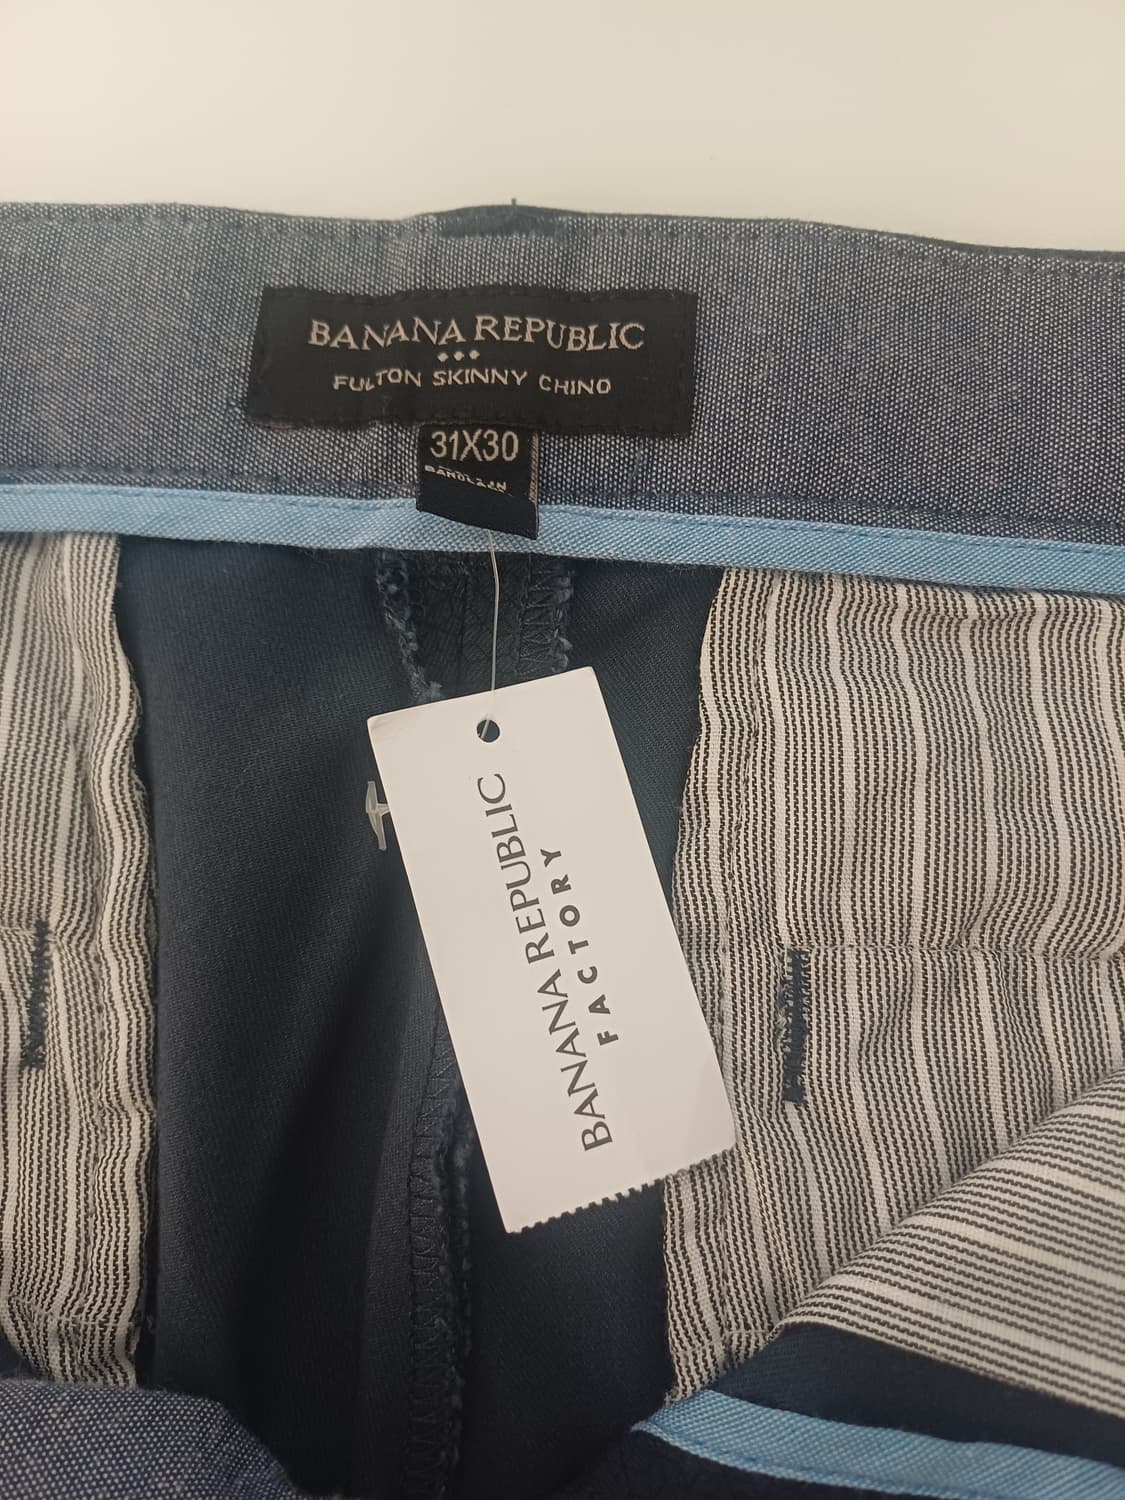 BANANA REPUBLIC
FULTON SKINNY CHINO
31X30
BANANA REPUBLIC
FACTORY